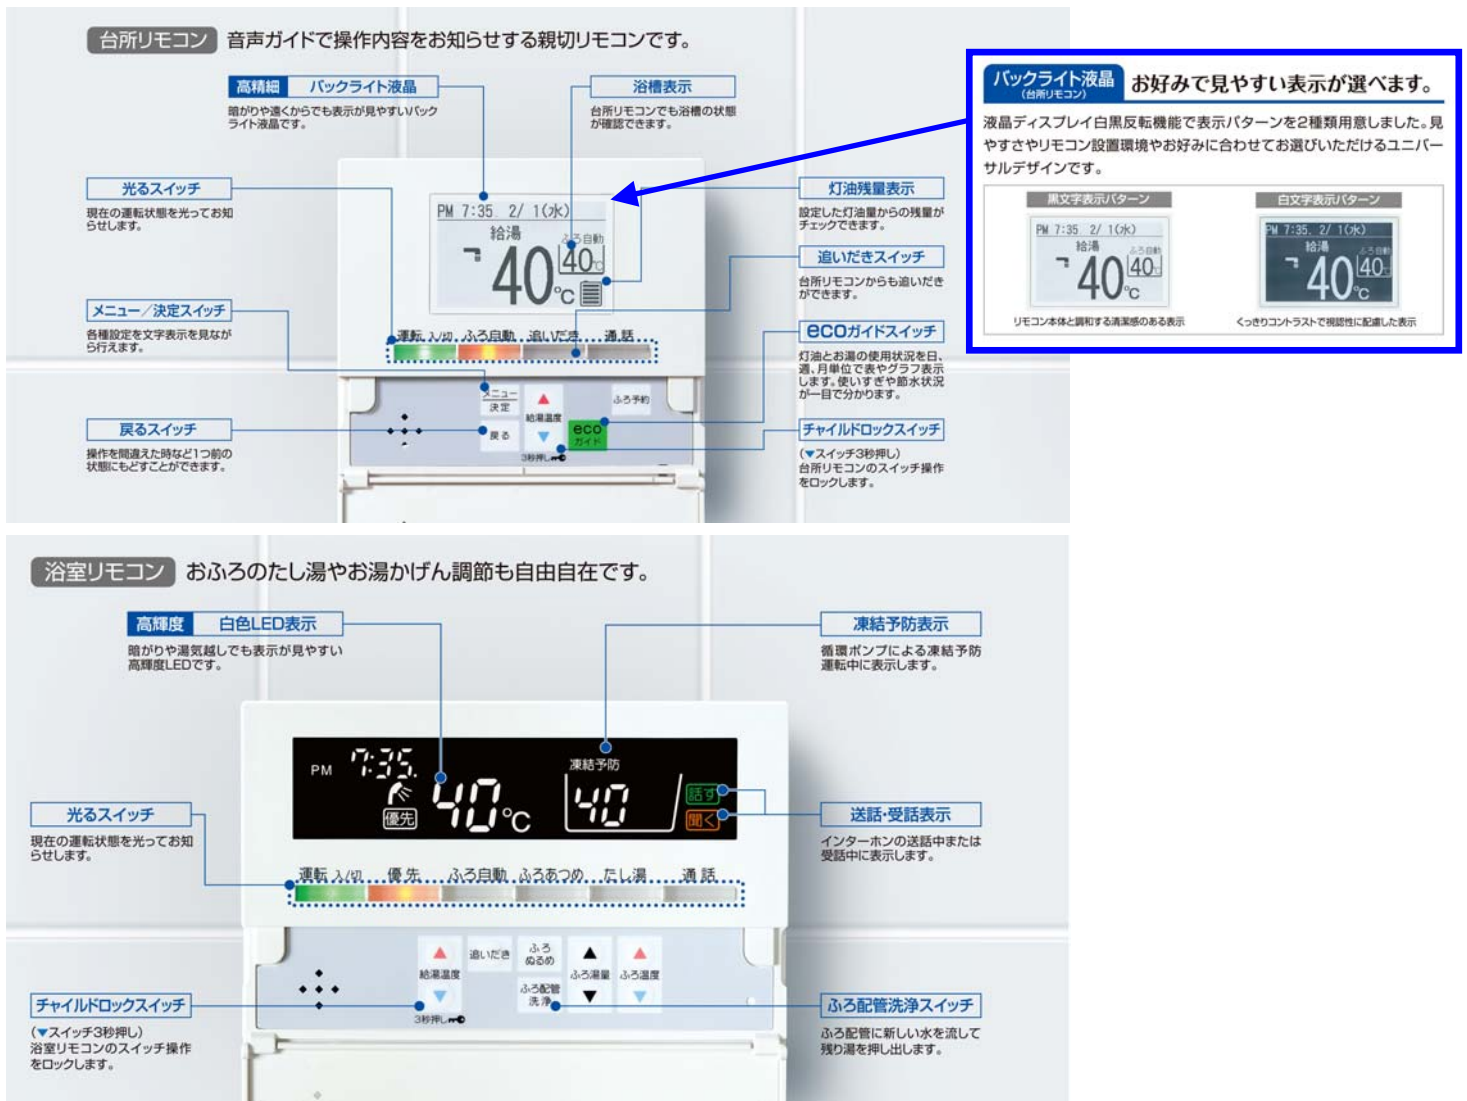 台所リモコン 音声ガイドで操作内容をお知らせする親切リモコンです。
高精細 バックライト液晶
暗がりや遠くからでも表示が見やすいバック
ライト液晶です。
浴槽表示
台所リモコンでも浴槽の状態
が確認できます。
光るスイッチ
現在の運転状態を光ってお知
らせします。
メニュー/決定スイッチ
各種設定を文字表示を見なが
ら行えます。
戻るスイッチ
操作を間違えた時など1つ前の
状態にもどすことができます。
PM 7:35. 2/ 1(水)
給湯
ふろ自動
40℃
40℃
運転 入/切 ふろ自動 追いだき 通話
メニュー
決定
戻る
給湯温度
3秒押し
eco
ガイド
ふろ予約
灯油残量表示
設定した灯油量からの残量が
チェックできます。
追いだきスイッチ
台所リモコンからも追いだき
ができます。
ecoガイドスイッチ
灯油とお湯の使用状況を日、
週、月単位で表やグラフ表示
します。使いすぎや節水状況
が一目で分かります。
チャイルドロックスイッチ
(▼スイッチ3秒押し)
台所リモコンのスイッチ操作
をロックします。
バックライト液晶
(台所リモコン)
お好みで見やすい表示が選べます。
液晶ディスプレイ白黒反転機能で表示パターンを2種類用意しました。見
やすさやリモコン設置環境やお好みに合わせてお選びいただけるユニバー
サルデザインです。
黒文字表示パターン
PM 7:35. 2/ 1(水)
給湯
ふろ自動
40℃
40℃
リモコン本体と調和する清潔感のある表示
白文字表示パターン
PM 7:35. 2/ 1(水)
給湯
ふろ自動
40℃
40℃
くっきりコントラストで視認性に配慮した表示
浴室リモコン おふろのたし湯やお湯かげん調節も自由自在です。
高輝度 白色LED表示
暗がりや湯気越しでも表示が見やすい
高輝度LEDです。
凍結予防表示
循環ポンプによる凍結予防
運転中に表示します。
光るスイッチ
現在の運転状態を光ってお知
らせします。
チャイルドロックスイッチ
(▼スイッチ3秒押し)
浴室リモコンのスイッチ操作
をロックします。
PM 7:35.
優先
40℃
凍結予防
40
話す
聞く
運転 入/切 優先 ふろ自動 ふろあつめ たし湯 通話
給湯温度
3秒押し
追いだき
ふろ
ぬるめ
ふろ配管
洗浄
ふろ湯量
ふろ温度
送話・受話表示
インターホンの送話中または
受話中に表示します。
ふろ配管洗浄スイッチ
ふろ配管に新しい水を流して
残り湯を押し出します。